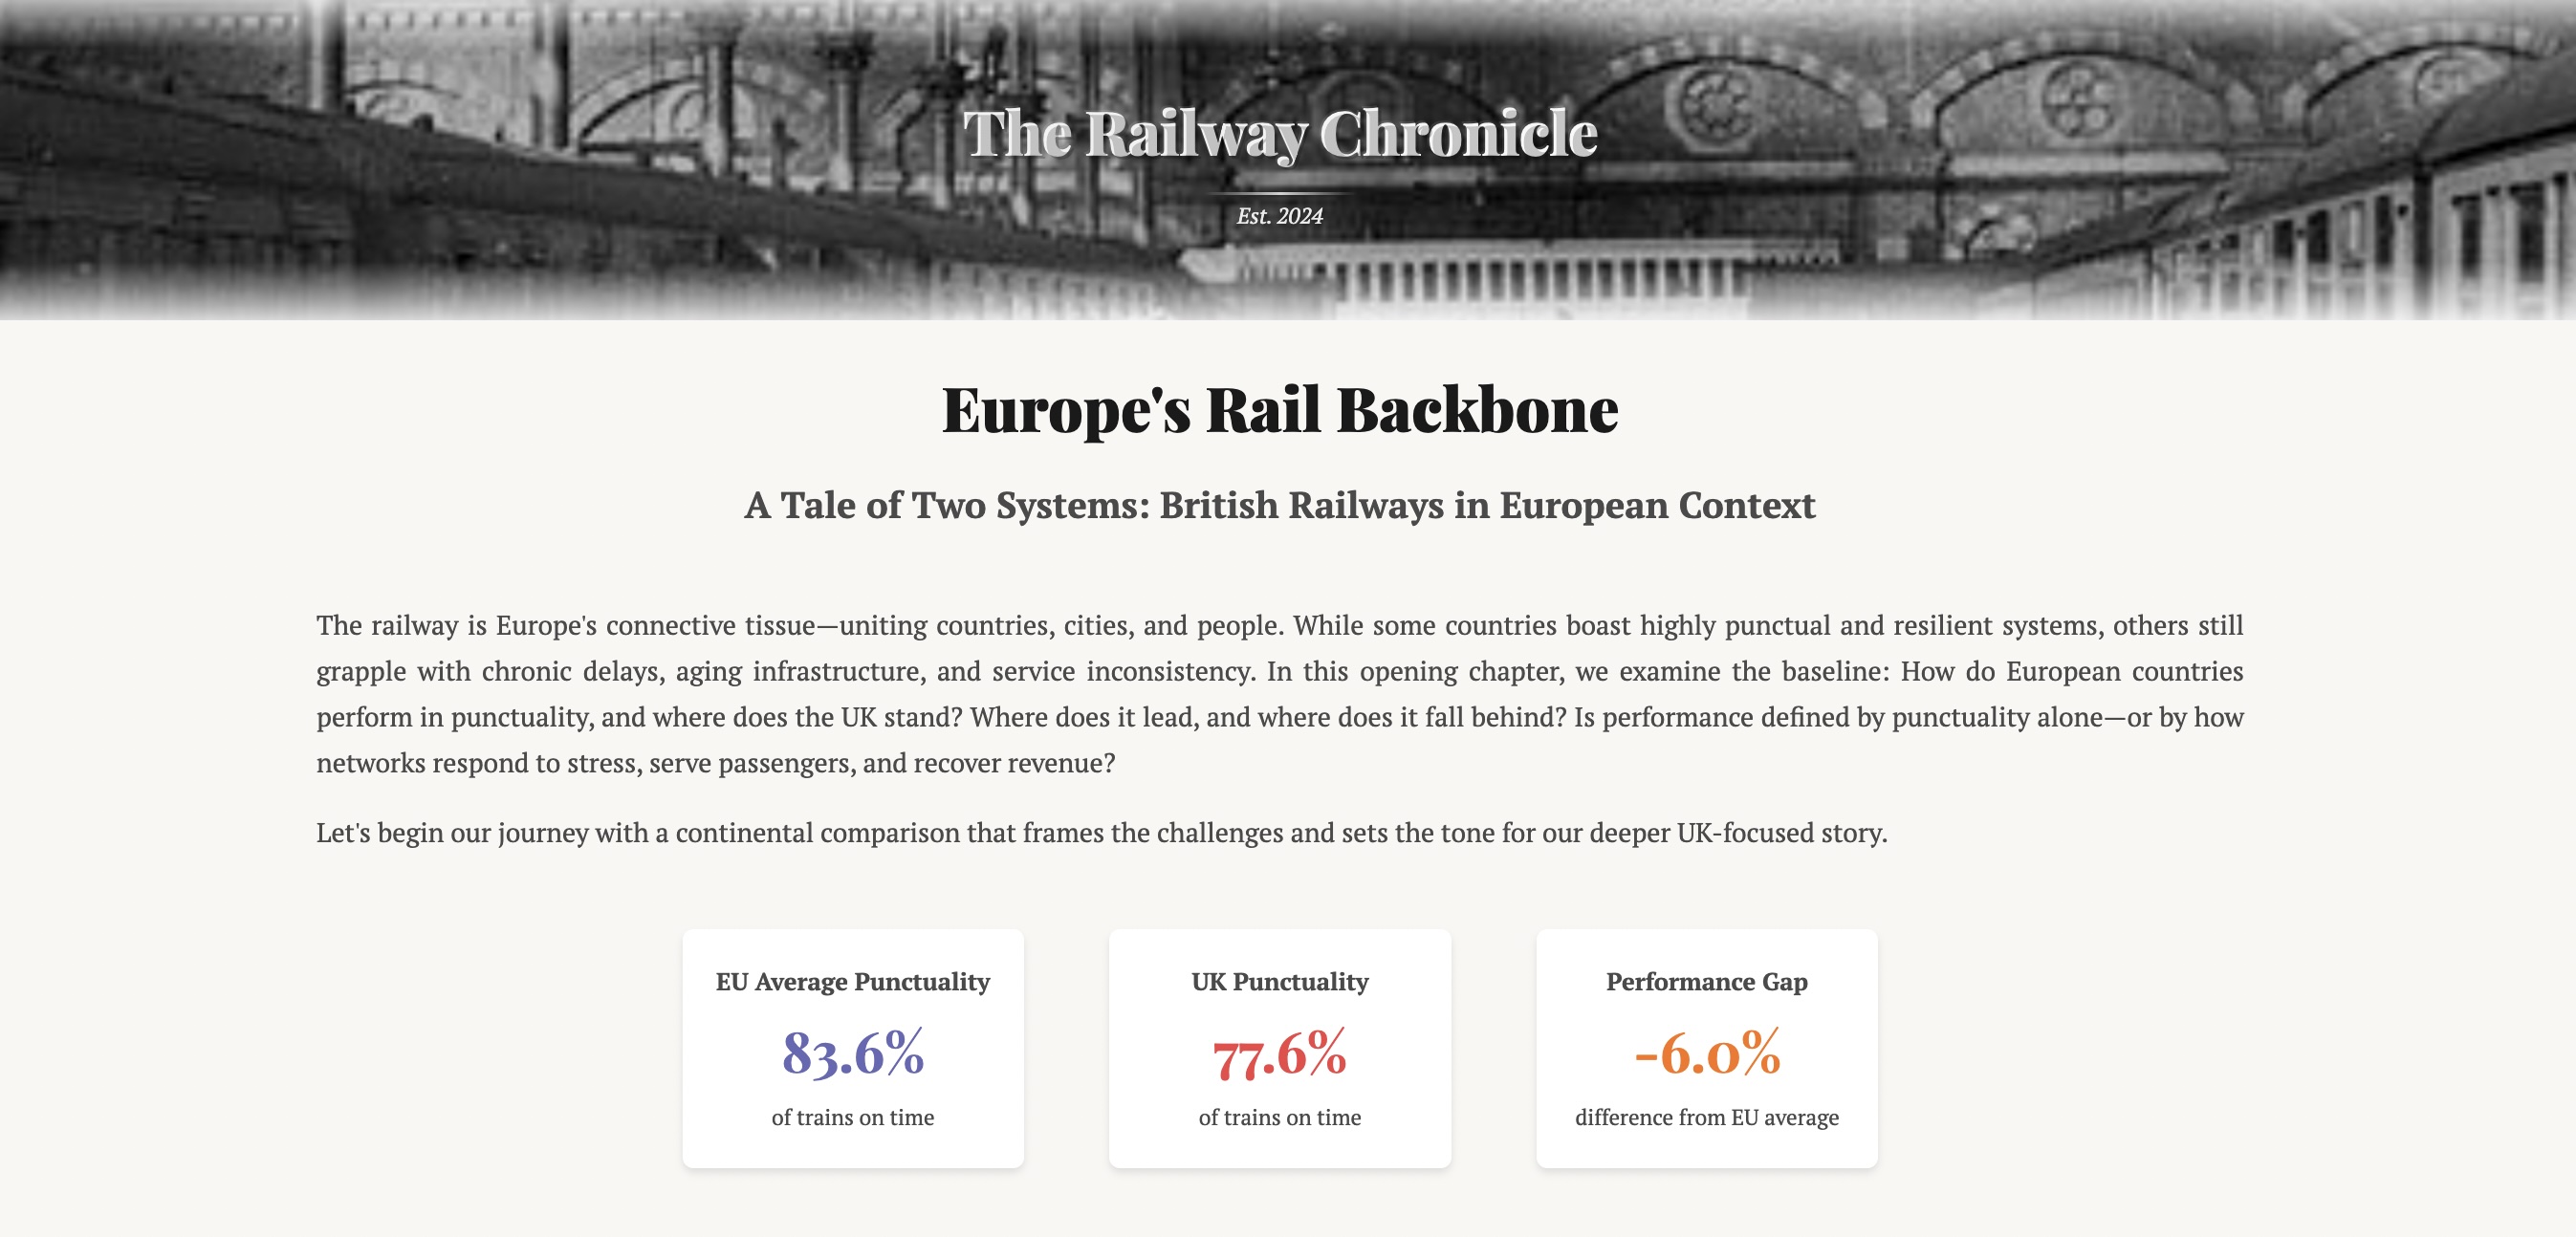 The Railway Chronicle
Est. 2024
Europe's Rail Backbone
A Tale of Two Systems: British Railways in European Context
The railway is Europe's connective tissue—uniting countries, cities, and people. While some countries boast highly punctual and resilient systems, others still
grapple with chronic delays, aging infrastructure, and service inconsistency. In this opening chapter, we examine the baseline: How do European countries
perform in punctuality, and where does the UK stand? Where does it lead, and where does it fall behind? Is performance defined by punctuality alone—or by how
networks respond to stress, serve passengers, and recover revenue?
Let's begin our journey with a continental comparison that frames the challenges and sets the tone for our deeper UK-focused story.
EU Average Punctuality
83.6%
of trains on time
UK Punctuality
77.6%
of trains on time
Performance Gap
-6.0%
difference from EU average